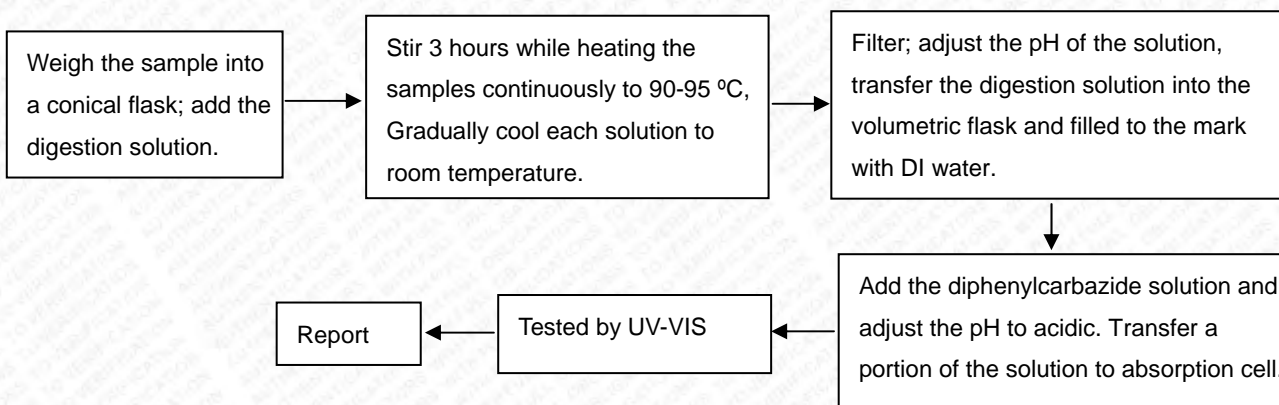 Weigh the sample into
a conical flask; add the
digestion solution.
Stir 3 hours while heating the
samples continuously to 90-95 ºC,
Gradually cool each solution to
room temperature.
Filter; adjust the pH of the solution,
transfer the digestion solution into the
volumetric flask and filled to the mark
with DI water.
Add the diphenylcarbazide solution and
adjust the pH to acidic. Transfer a
portion of the solution to absorption cell.
Tested by UV-VIS
Report